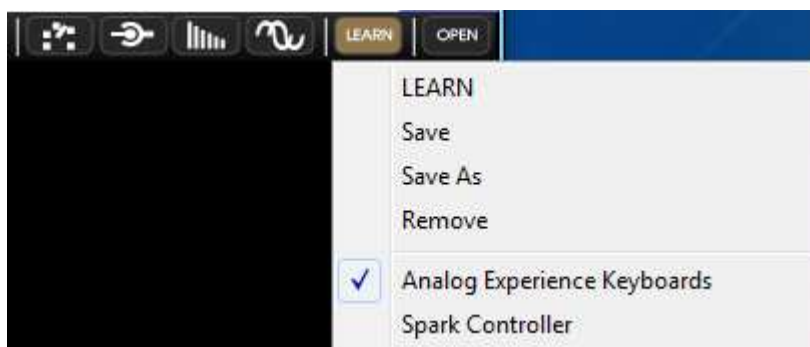 LEARN OPEN
LEARN
Save
Save As
Remove
Analog Experience Keyboards
Spark Controller